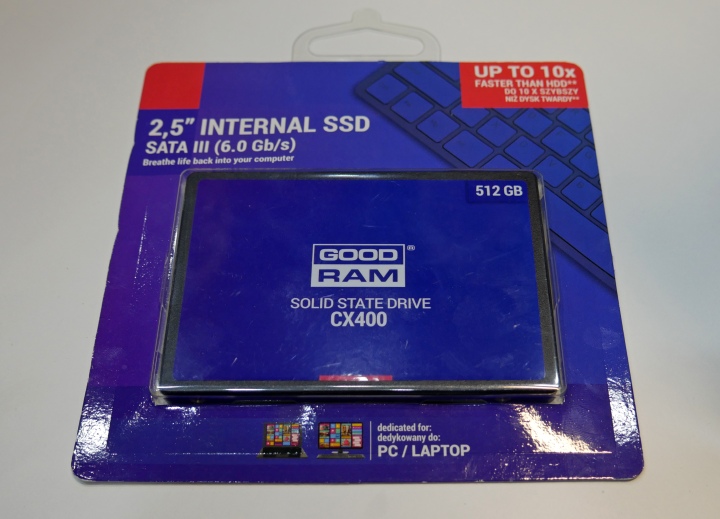 UP TO 10x
FASTER THAN HDD**
DO 10 X SZYBSZY
NIŻ DYSK TWARDY**
2,5" INTERNAL SSD
SATA III (6.0 Gb/s)
Breathe life back into your computer
512 GB
GOOD
RAM®
SOLID STATE DRIVE
CX400
dedicated for:
dedykowany do:
PC / LAPTOP